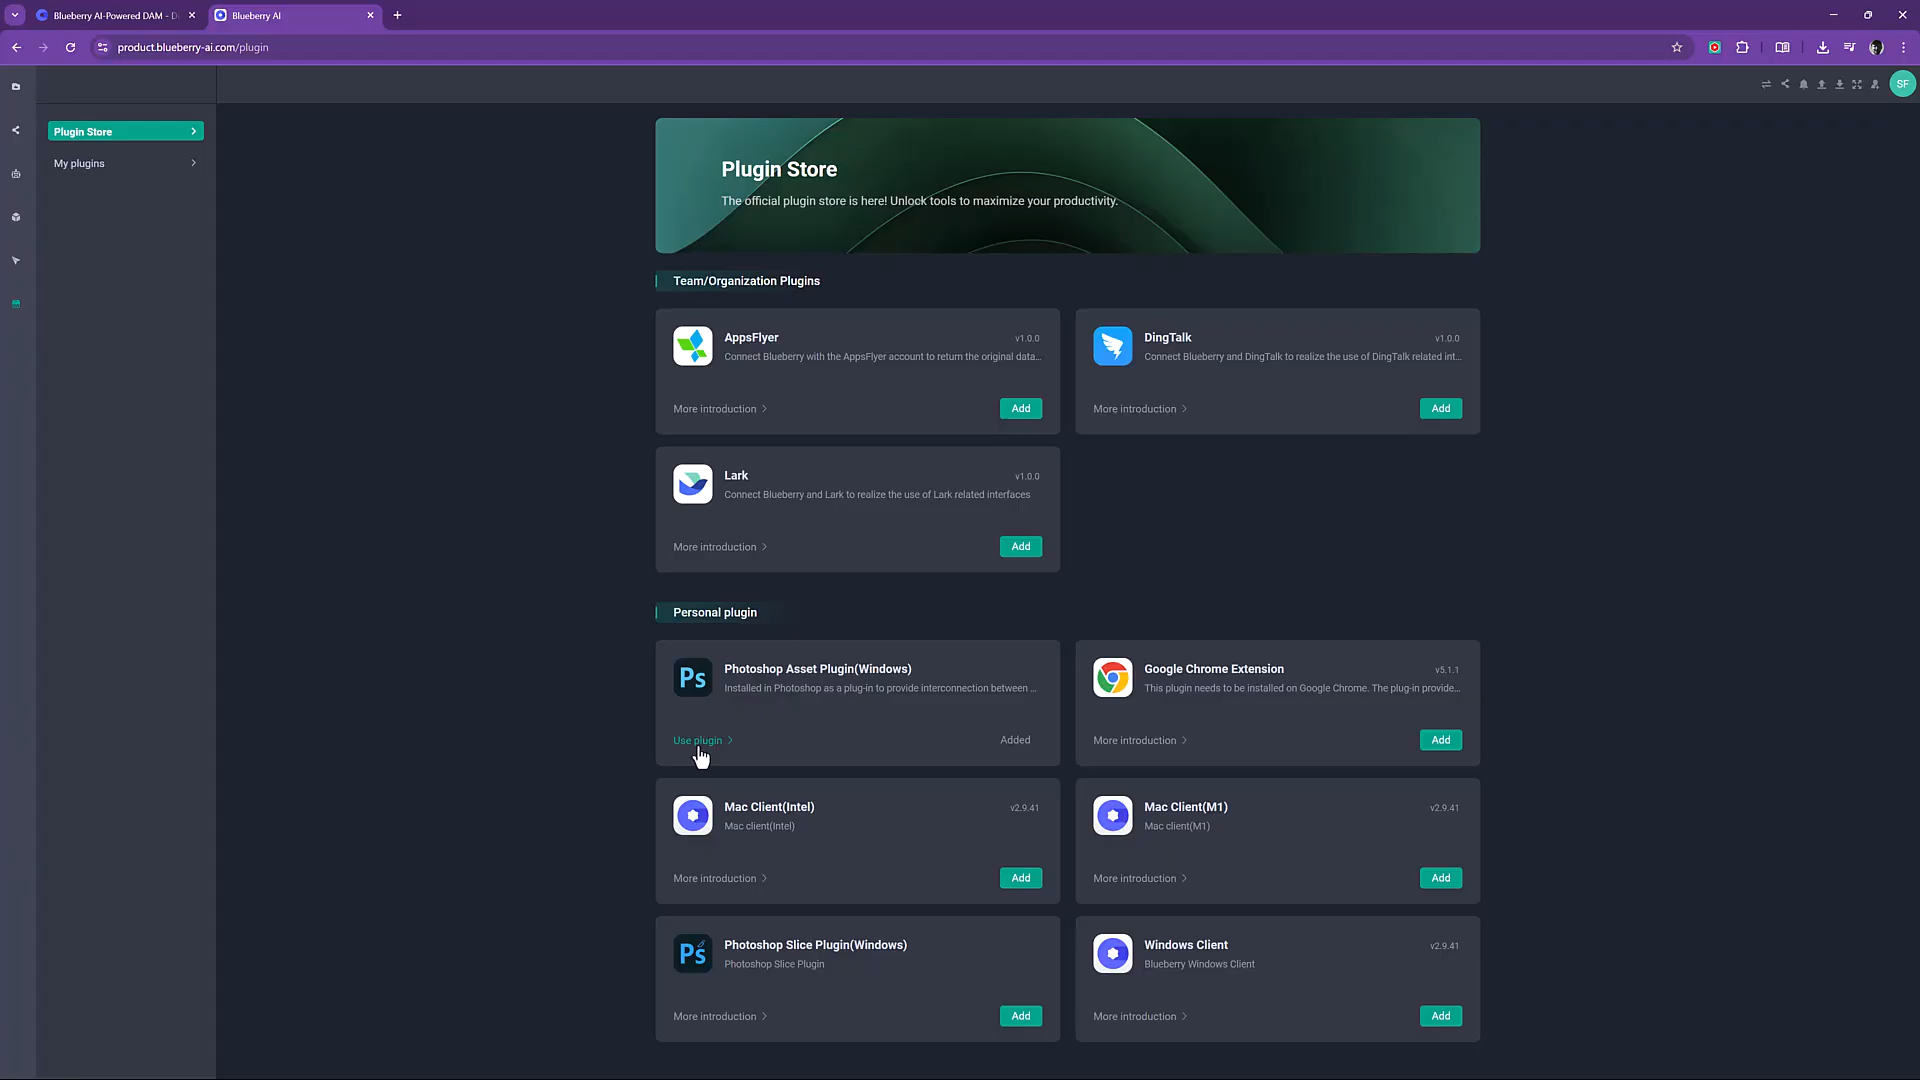 Blueberry AI-Powered DAM - D
Blueberry AI
product.blueberry-ai.com/plugin
SF
Plugin Store
My plugins
Plugin Store
The official plugin store is here! Unlock tools to maximize your productivity.
Team/Organization Plugins
AppsFlyer v1.0.0
Connect Blueberry with the AppsFlyer account to return the original data...
More introduction Add
DingTalk v1.0.0
Connect Blueberry and DingTalk to realize the use of DingTalk related int...
More introduction Add
Lark v1.0.0
Connect Blueberry and Lark to realize the use of Lark related interfaces
More introduction Add
Personal plugin
Ps
Photoshop Asset Plugin(Windows)
Installed in Photoshop as a plug-in to provide interconnection between ...
Use plugin Added
Google Chrome Extension v5.1.1
This plugin needs to be installed on Google Chrome. The plug-in provide...
More introduction Add
Mac Client(Intel) v2.9.41
Mac client(Intel)
More introduction Add
Mac Client(M1) v2.9.41
Mac client(M1)
More introduction Add
Ps
Photoshop Slice Plugin(Windows)
Photoshop Slice Plugin
More introduction Add
Windows Client v2.9.41
Blueberry Windows Client
More introduction Add